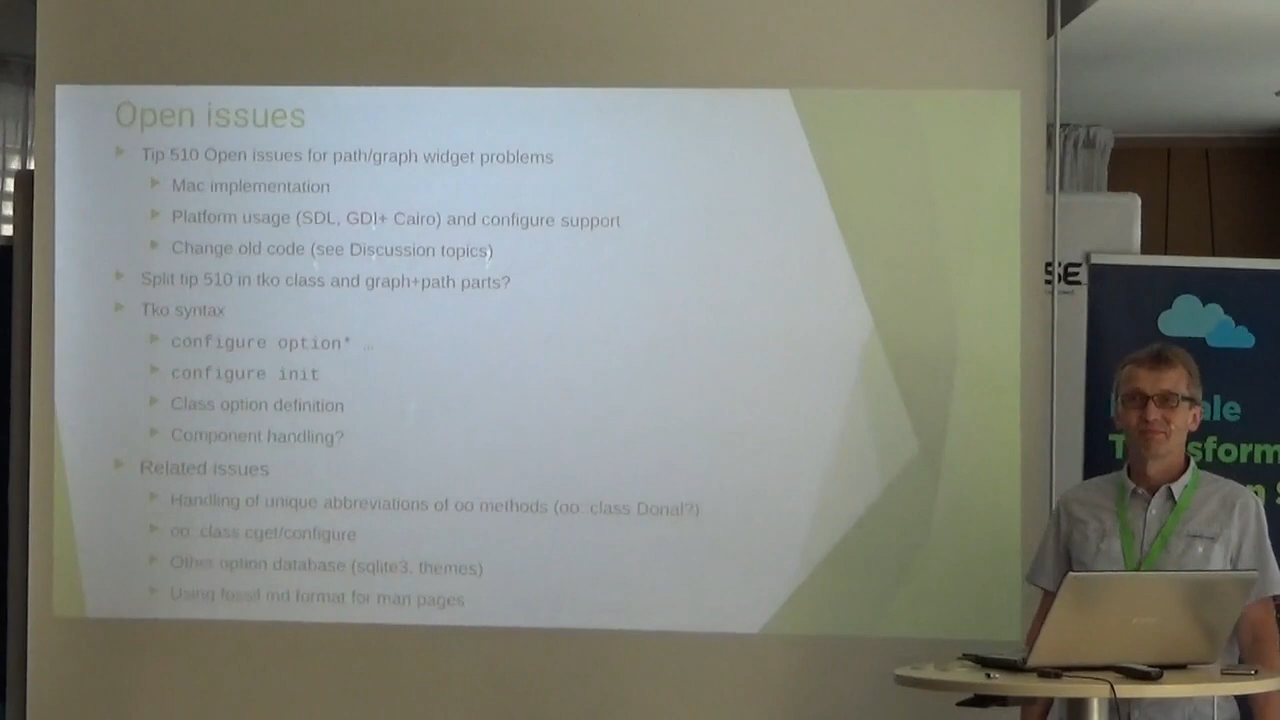 Open issues
Tip 510 Open issues for path/graph widget problems
Mac implementation
Platform usage (SDL, GDI+ Cairo) and configure support
Change old code (see Discussion topics)
Split tip 510 in tko class and graph+path parts?
Tko syntax
configure option* ...
configure init
Class option definition
Component handling?
Related issues
Handling of unique abbreviations of oo methods (oo::class Donal?)
oo::class cget/configure
Other option database (sqlite3, themes)
Using fossil md format for man pages
SE
ale
T sform
n S